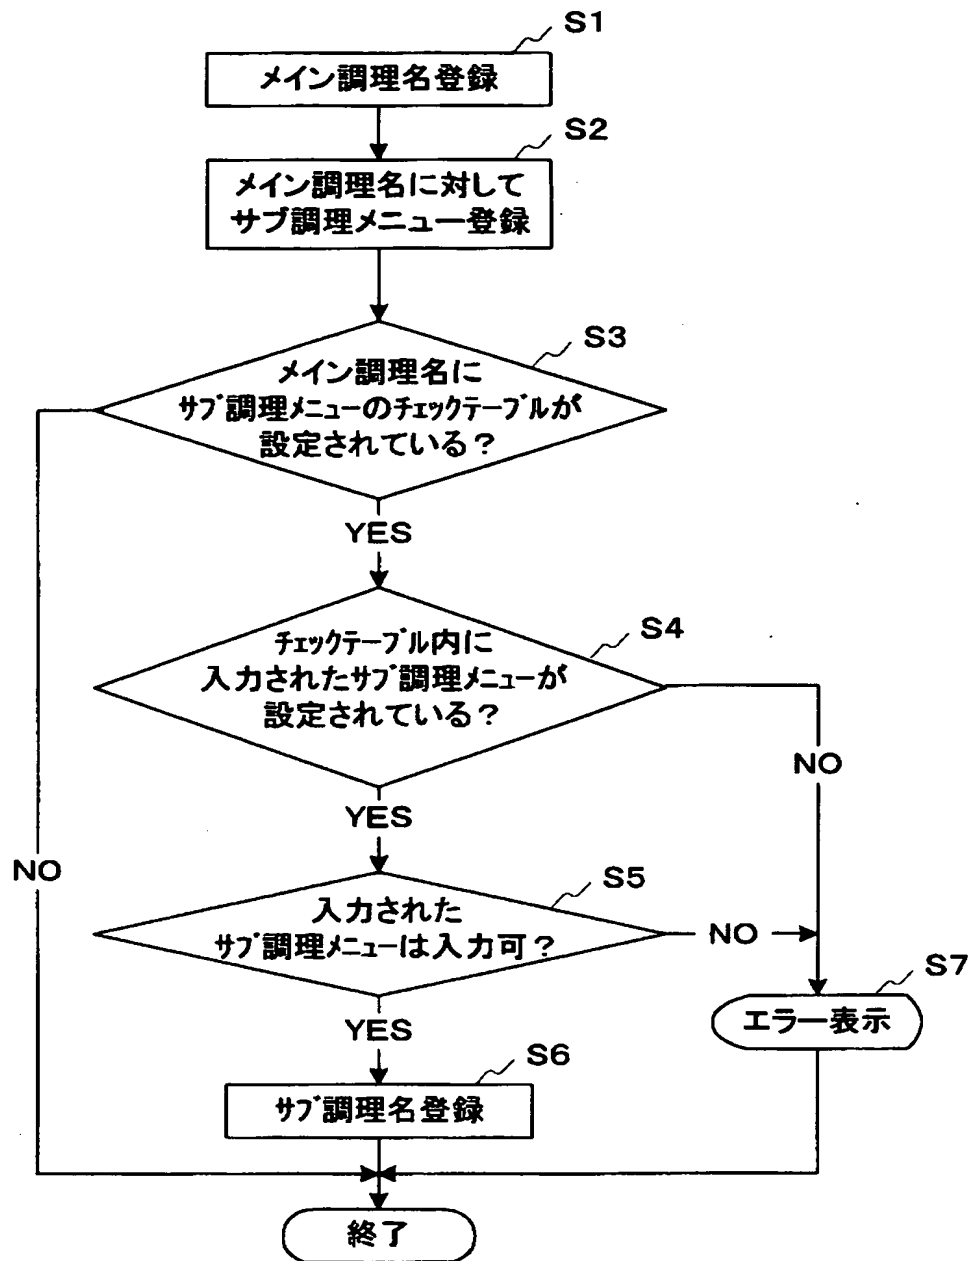 S1
メイン調理名登録
S2
メイン調理名に対して
サブ調理メニュー登録
S3
メイン調理名に
サブ調理メニューのチェックテーブルが
設定されている?
YES
S4
チェックテーブル内に
入力されたサブ調理メニューが
設定されている?
NO
YES
NO
S5
入力された
サブ調理メニューは入力可?
NO
S7
エラー表示
YES
S6
サブ調理名登録
終了